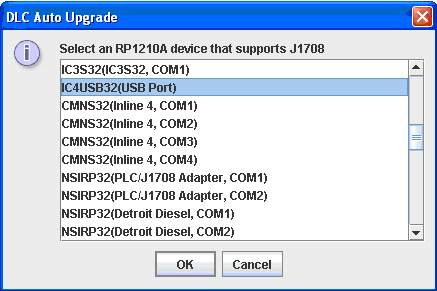 DLC Auto Upgrade
Select an RP1210A device that supports J1708
IC3S32(IC3S32, COM1)
IC4USB32(USB Port)
CMNS32(Inline 4, COM1)
CMNS32(Inline 4, COM2)
CMNS32(Inline 4, COM3)
CMNS32(Inline 4, COM4)
NSIRP32(PLC/J1708 Adapter, COM1)
NSIRP32(PLC/J1708 Adapter, COM2)
NSIRP32(Detroit Diesel, COM1)
NSIRP32(Detroit Diesel, COM2)
OK Cancel